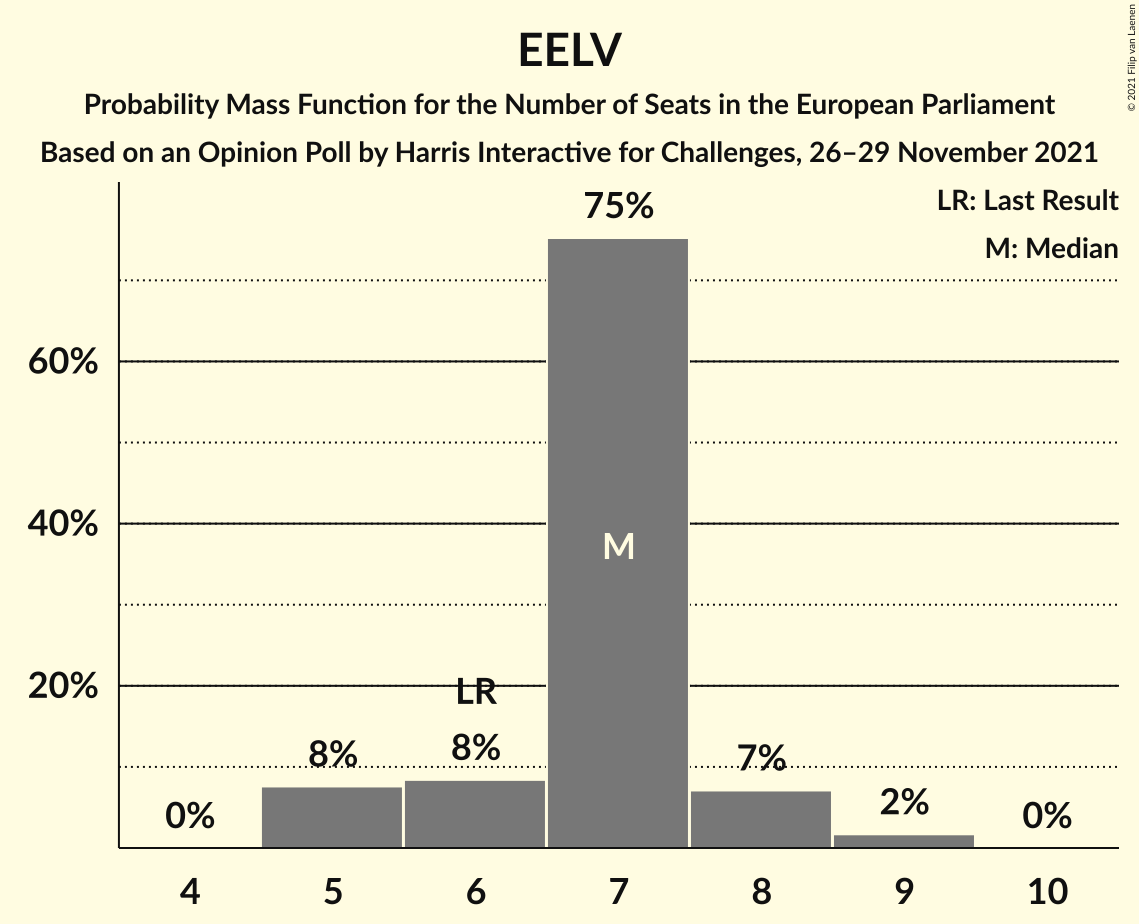 EELV
Probability Mass Function for the Number of Seats in the European Parliament
Based on an Opinion Poll by Harris Interactive for Challenges, 26–29 November 2021
© 2021 Filip van Laenen
LR: Last Result
M: Median
75%
60%
40%
M
20%
LR
8%
8%
7%
2%
0%
0%
4 5 6 7 8 9 10